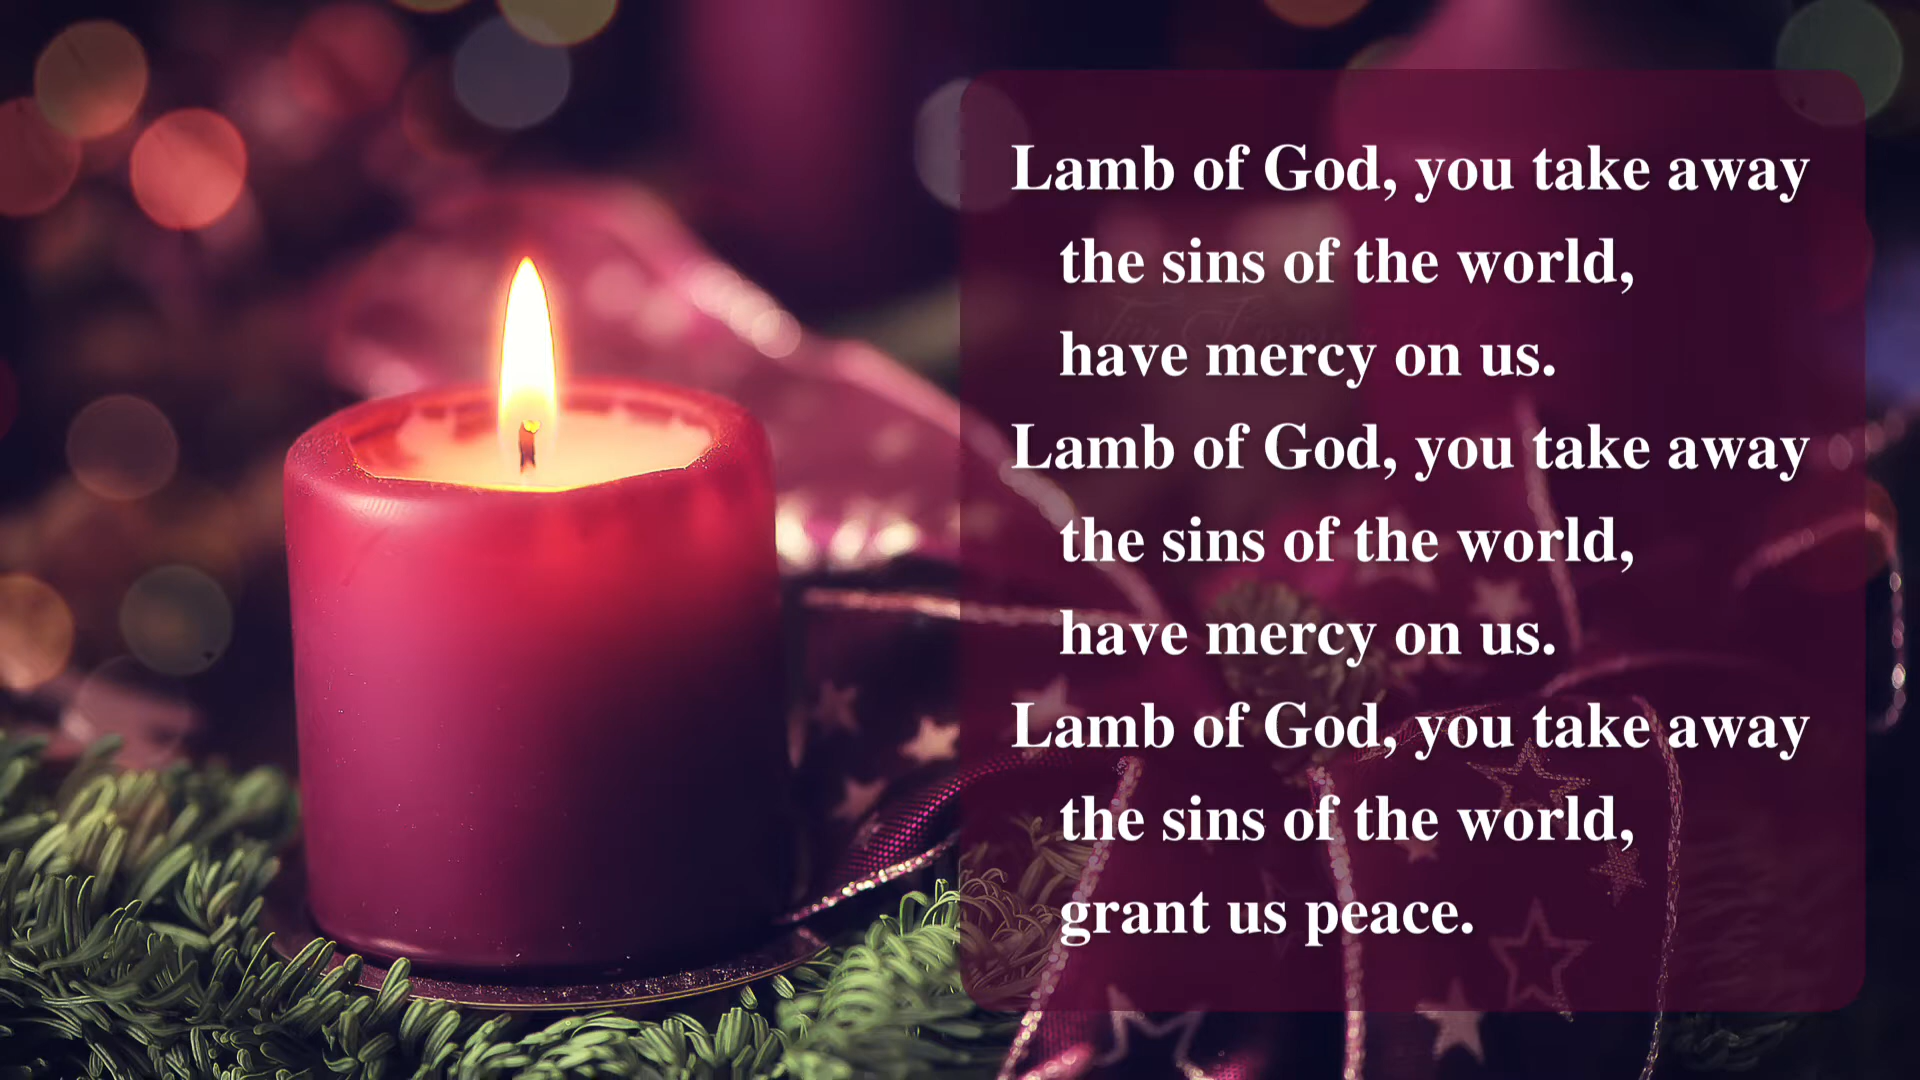 Lamb of God, you take away
the sins of the world,
have mercy on us.
Lamb of God, you take away
the sins of the world,
have mercy on us.
Lamb of God, you take away
the sins of the world,
grant us peace.